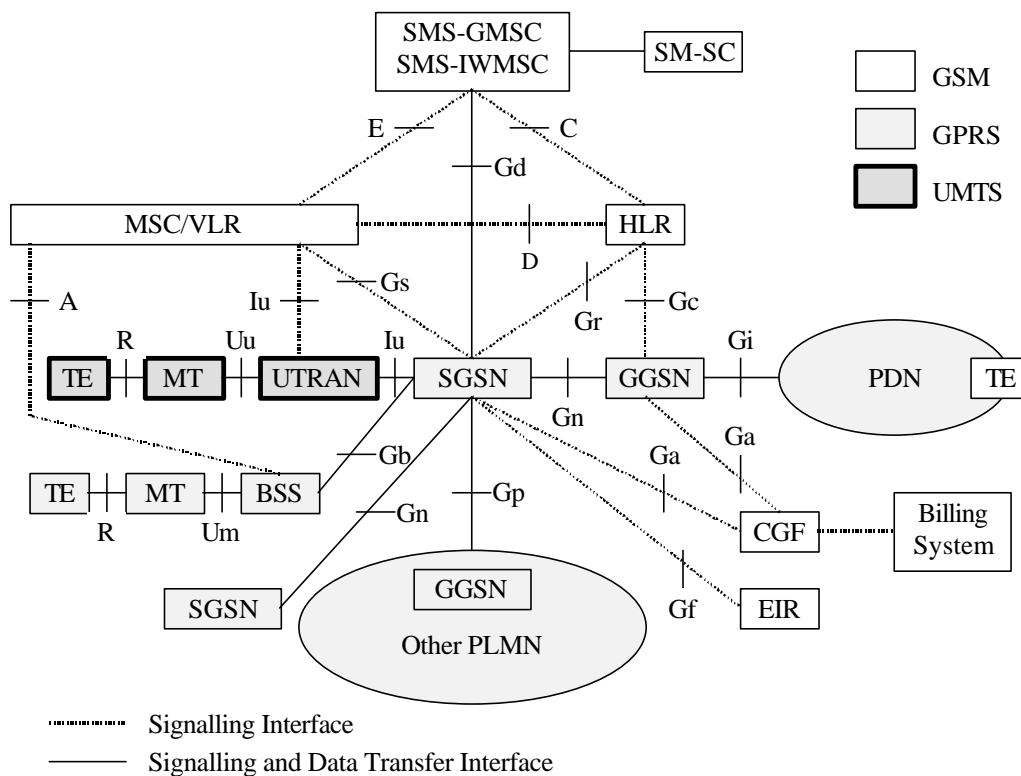 SMS-GMSC
SMS-IWMSC
SM-SC
GSM
GPRS
UMTS
E
C
Gd
MSC/VLR
HLR
D
A
Iu
Gs
Gr
Gc
R
Uu
Iu
Gi
TE
MT
UTRAN
SGSN
GGSN
PDN
TE
Gn
Ga
Gb
Ga
TE
MT
BSS
Gp
R
Um
Gn
CGF
Billing
System
GGSN
SGSN
Gf
EIR
Other PLMN
Signalling Interface
Signalling and Data Transfer Interface